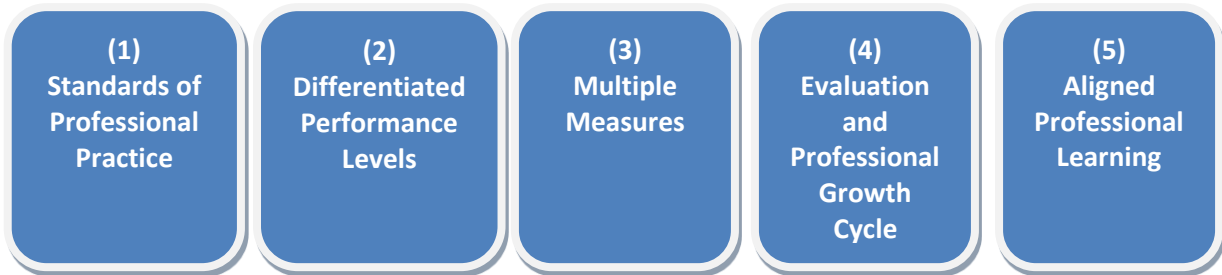 (1)
Standards of
Professional
Practice
(2)
Differentiated
Performance
Levels
(3)
Multiple
Measures
(4)
Evaluation
and
Professional
Growth
Cycle
(5)
Aligned
Professional
Learning